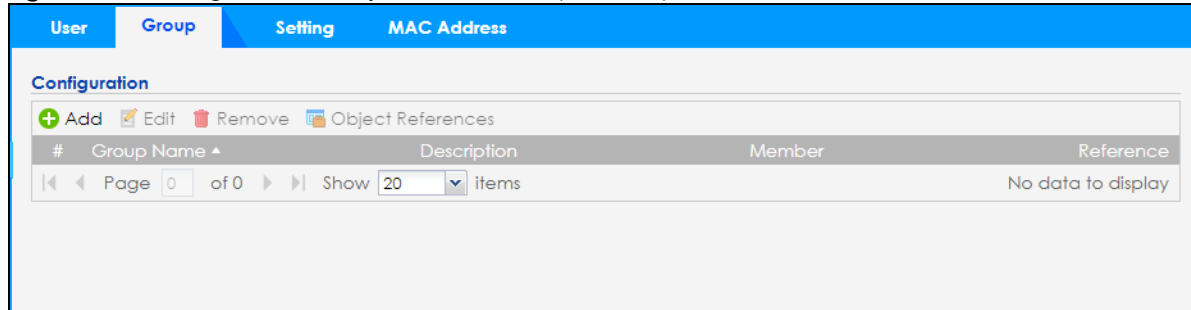 User Group Setting MAC Address
Configuration
Add Edit Remove Object References
# Group Name Description Member Reference
Page 0 of 0 Show 20 items No data to display